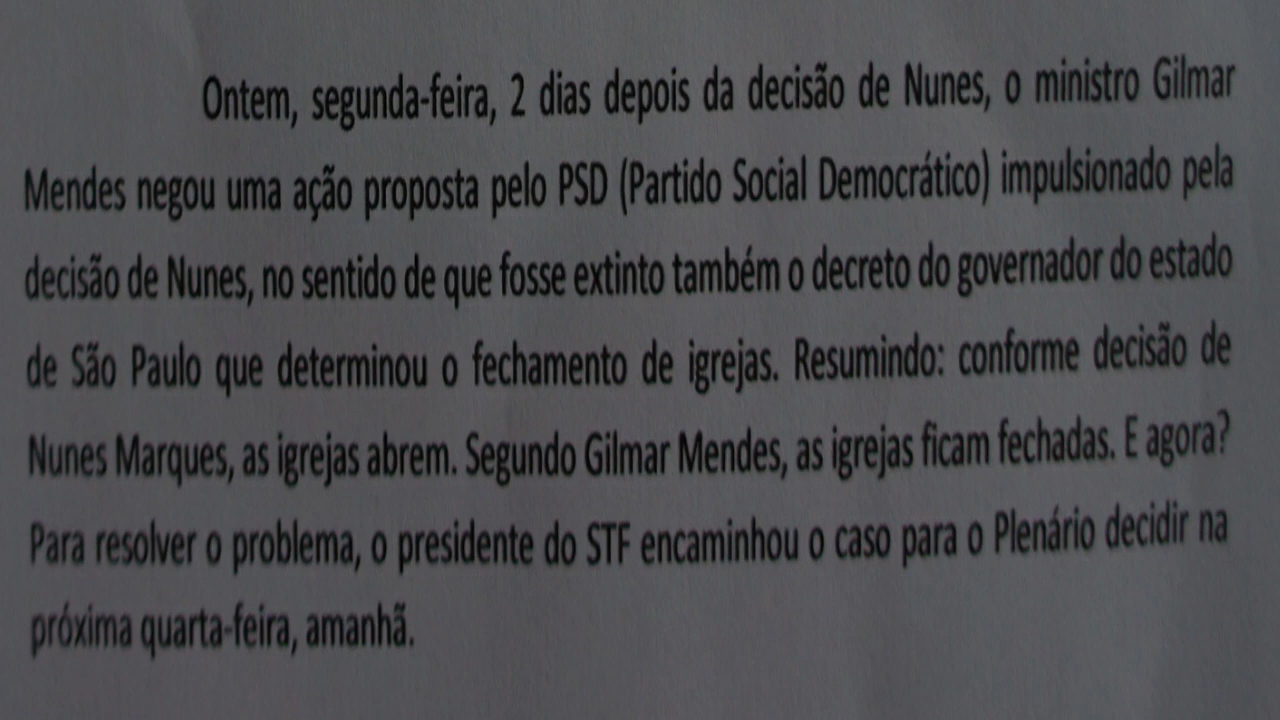 Ontem, segunda-feira, 2 dias depois da decisão de Nunes, o ministro Gilmar
Mendes negou uma ação proposta pelo PSD (Partido Social Democrático) impulsionado pela
decisão de Nunes, no sentido de que fosse extinto também o decreto do governador do estado
de São Paulo que determinou o fechamento de igrejas. Resumindo: conforme decisão de
Nunes Marques, as igrejas abrem. Segundo Gilmar Mendes, as igrejas ficam fechadas. E agora?
Para resolver o problema, o presidente do STF encaminhou o caso para o Plenário decidir na
próxima quarta-feira, amanhã.